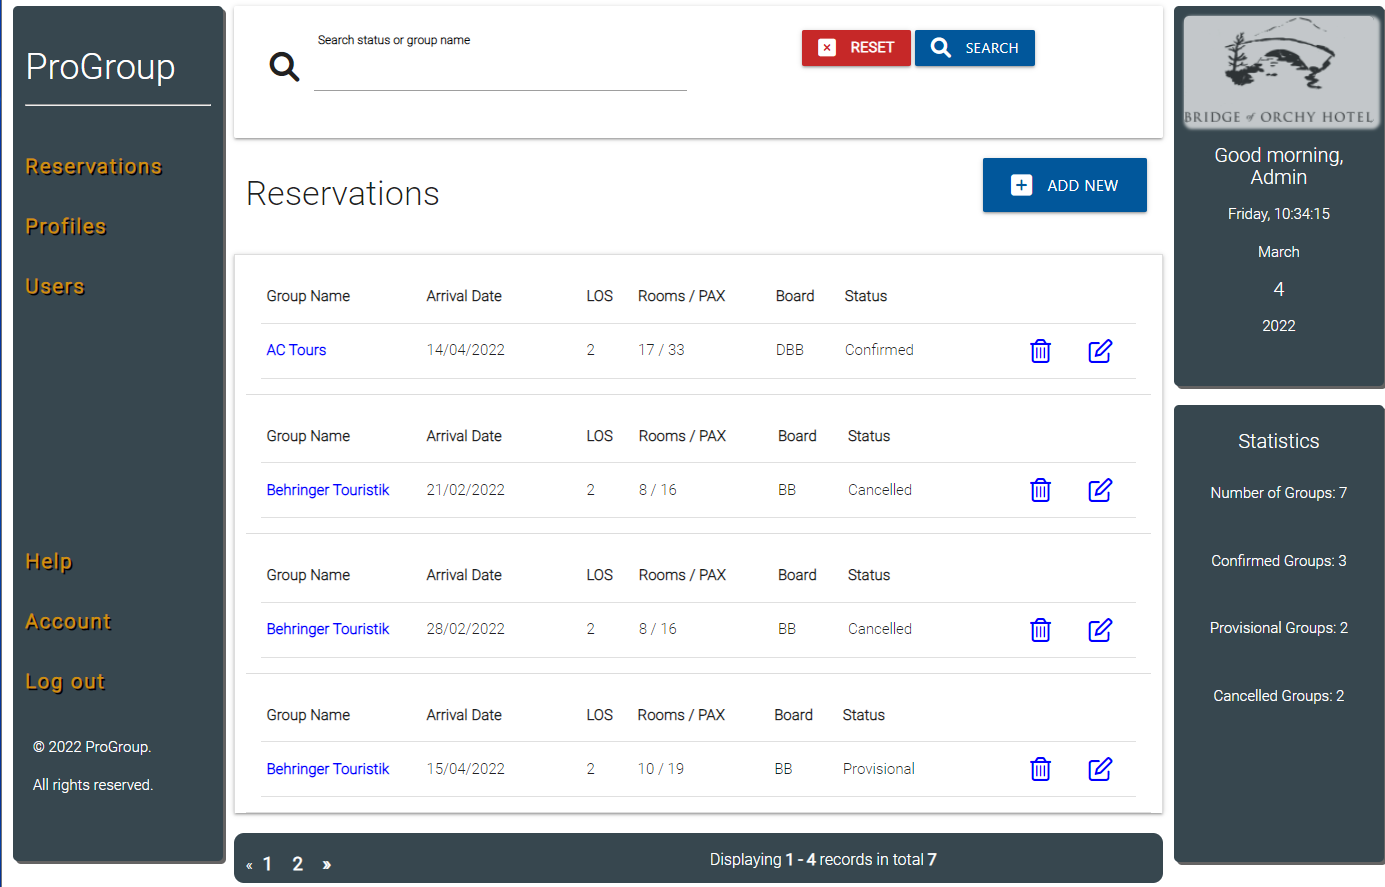 ProGroup
Reservations
Profiles
Users
Help
Account
Log out
© 2022 ProGroup.
All rights reserved.
Search status or group name
RESET
SEARCH
Reservations
ADD NEW
Group Name Arrival Date LOS Rooms / PAX Board Status
AC Tours 14/04/2022 2 17 / 33 DBB Confirmed
Group Name Arrival Date LOS Rooms / PAX Board Status
Behringer Touristik 21/02/2022 2 8 / 16 BB Cancelled
Group Name Arrival Date LOS Rooms / PAX Board Status
Behringer Touristik 28/02/2022 2 8 / 16 BB Cancelled
Group Name Arrival Date LOS Rooms / PAX Board Status
Behringer Touristik 15/04/2022 2 10 / 19 BB Provisional
« 1 2 »
Displaying 1 - 4 records in total 7
BRIDGE of ORCHY HOTEL
Good morning,
Admin
Friday, 10:34:15
March
4
2022
Statistics
Number of Groups: 7
Confirmed Groups: 3
Provisional Groups: 2
Cancelled Groups: 2